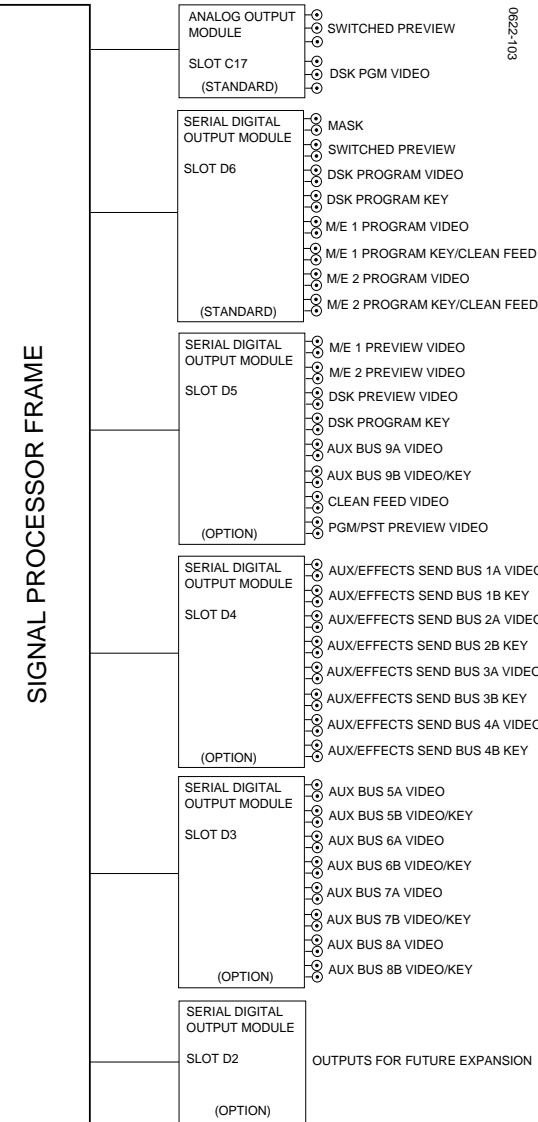 0622-103
SIGNAL PROCESSOR FRAME
ANALOG OUTPUT
MODULE
SLOT C17
(STANDARD)
SWITCHED PREVIEW
DSK PGM VIDEO
SERIAL DIGITAL
OUTPUT MODULE
SLOT D6
(STANDARD)
MASK
SWITCHED PREVIEW
DSK PROGRAM VIDEO
DSK PROGRAM KEY
M/E 1 PROGRAM VIDEO
M/E 1 PROGRAM KEY/CLEAN FEED
M/E 2 PROGRAM VIDEO
M/E 2 PROGRAM KEY/CLEAN FEED
SERIAL DIGITAL
OUTPUT MODULE
SLOT D5
(OPTION)
M/E 1 PREVIEW VIDEO
M/E 2 PREVIEW VIDEO
DSK PREVIEW VIDEO
DSK PROGRAM KEY
AUX BUS 9A VIDEO
AUX BUS 9B VIDEO/KEY
CLEAN FEED VIDEO
PGM/PST PREVIEW VIDEO
SERIAL DIGITAL
OUTPUT MODULE
SLOT D4
(OPTION)
AUX/EFFECTS SEND BUS 1A VIDEO
AUX/EFFECTS SEND BUS 1B KEY
AUX/EFFECTS SEND BUS 2A VIDEO
AUX/EFFECTS SEND BUS 2B KEY
AUX/EFFECTS SEND BUS 3A VIDEO
AUX/EFFECTS SEND BUS 3B KEY
AUX/EFFECTS SEND BUS 4A VIDEO
AUX/EFFECTS SEND BUS 4B KEY
SERIAL DIGITAL
OUTPUT MODULE
SLOT D3
(OPTION)
AUX BUS 5A VIDEO
AUX BUS 5B VIDEO/KEY
AUX BUS 6A VIDEO
AUX BUS 6B VIDEO/KEY
AUX BUS 7A VIDEO
AUX BUS 7B VIDEO/KEY
AUX BUS 8A VIDEO
AUX BUS 8B VIDEO/KEY
SERIAL DIGITAL
OUTPUT MODULE
SLOT D2
(OPTION)
OUTPUTS FOR FUTURE EXPANSION